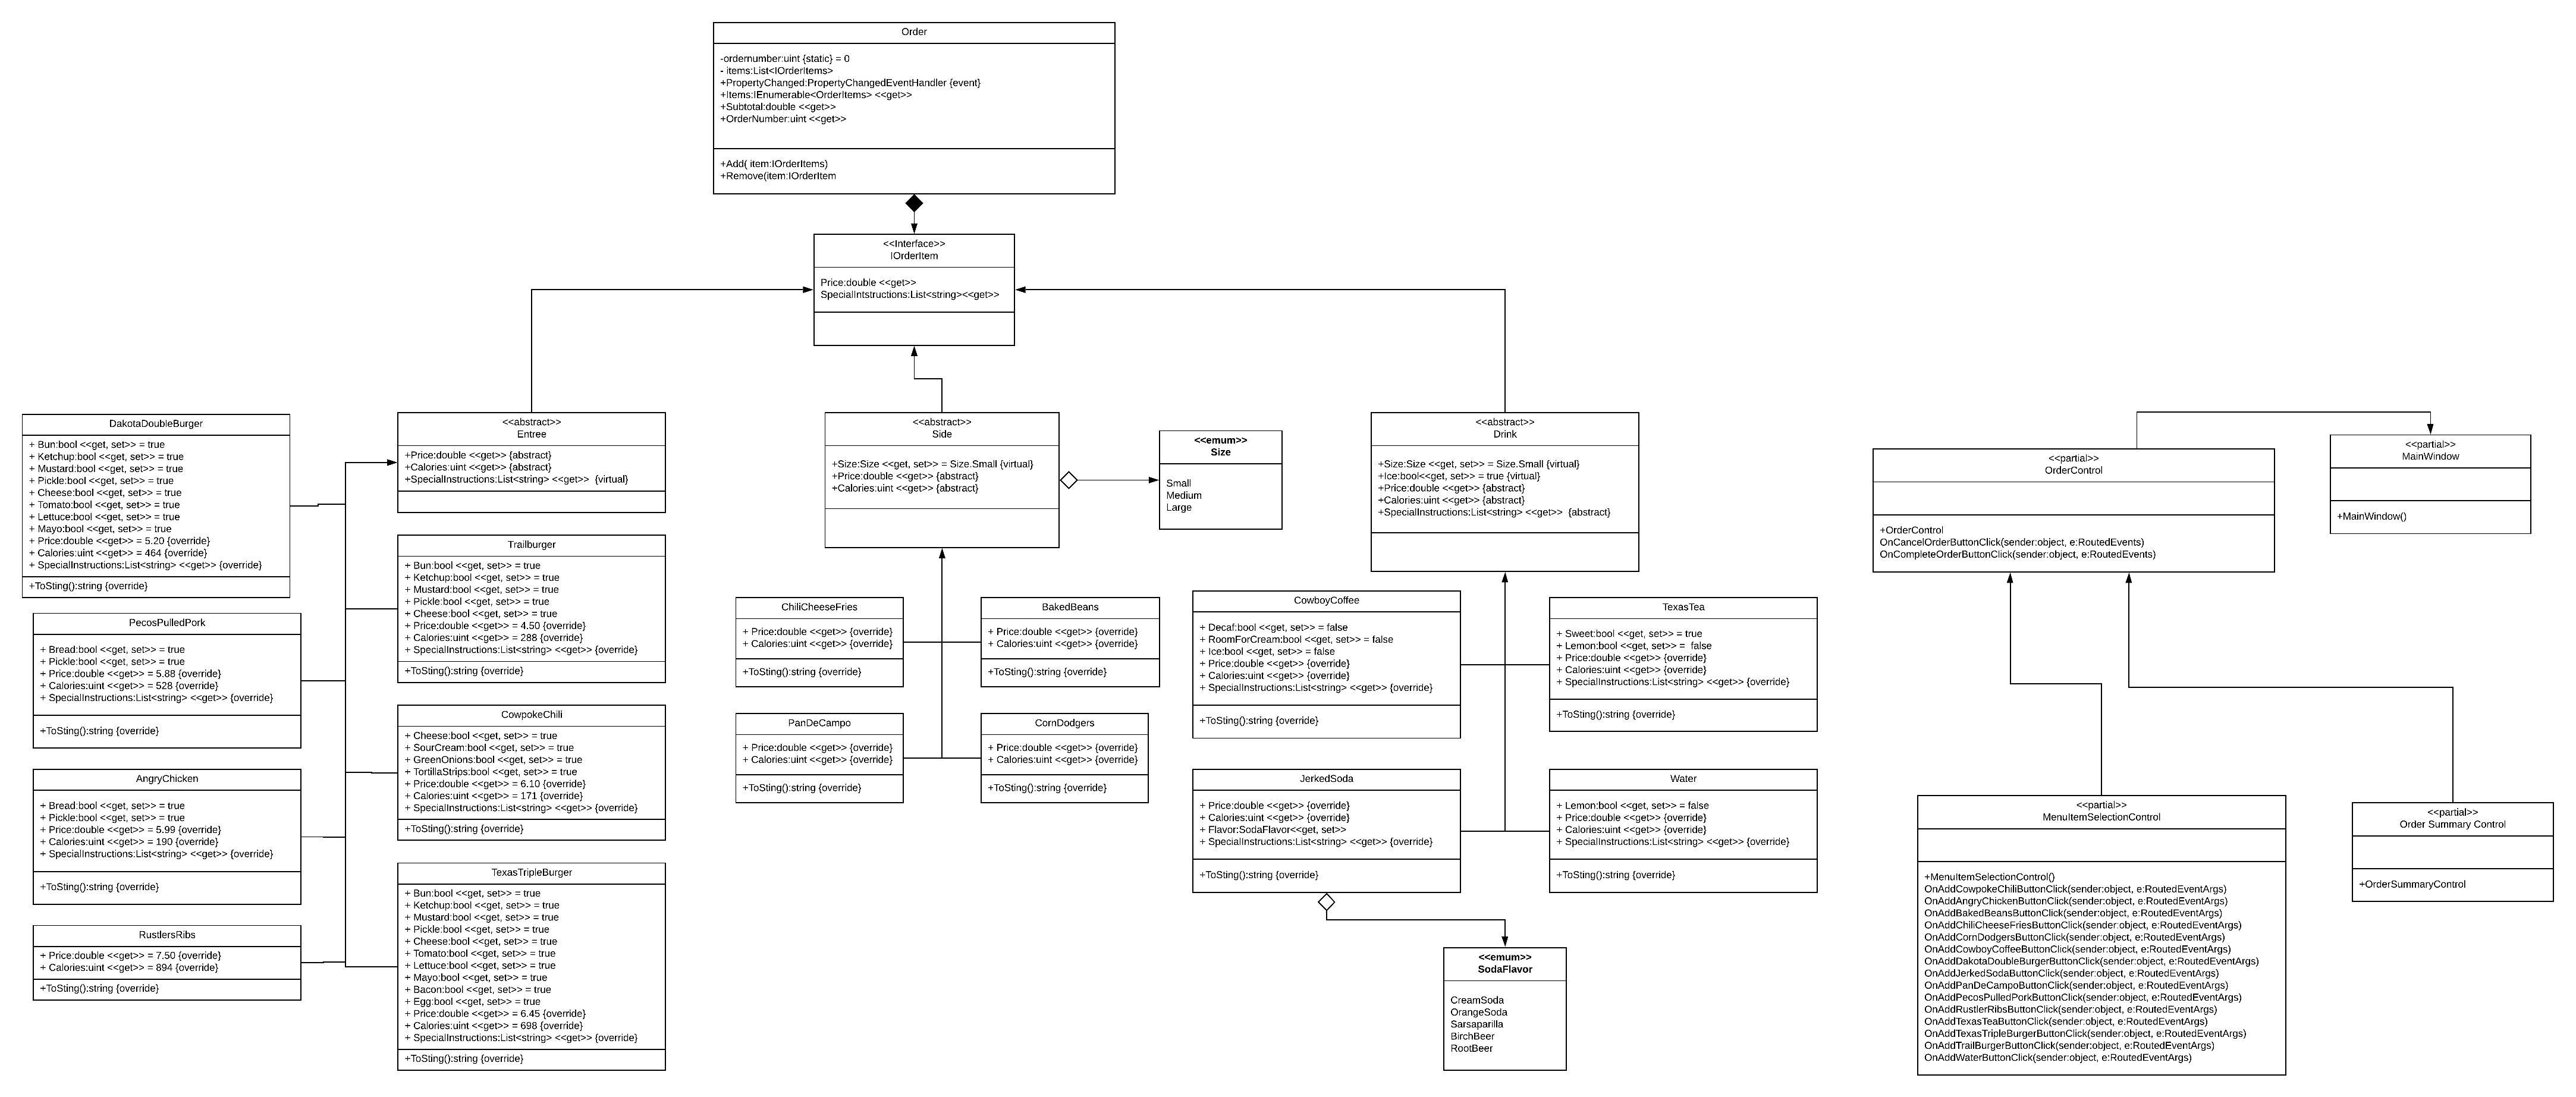 Order
-ordernumber:uint {static} = 0
- items:List<IOrderItems>
+PropertyChanged:PropertyChangedEventHandler {event}
+Items:IEnumerable<OrderItems> <<get>>
+Subtotal:double <<get>>
+OrderNumber:uint <<get>>
+Add( item:IOrderItems)
+Remove(item:IOrderItem
<<Interface>>
IOrderItem
Price:double <<get>>
SpecialIntstructions:List<string><<get>>
DakotaDoubleBurger
+ Bun:bool <<get, set>> = true
+ Ketchup:bool <<get, set>> = true
+ Mustard:bool <<get, set>> = true
+ Pickle:bool <<get, set>> = true
+ Cheese:bool <<get, set>> = true
+ Tomato:bool <<get, set>> = true
+ Lettuce:bool <<get, set>> = true
+ Mayo:bool <<get, set>> = true
+ Price:double <<get>> = 5.20 {override}
+ Calories:uint <<get>> = 464 {override}
+ SpecialInstructions:List<string> <<get>> {override}
+ToSting():string {override}
PecosPulledPork
+ Bread:bool <<get, set>> = true
+ Pickle:bool <<get, set>> = true
+ Price:double <<get>> = 5.88 {override}
+ Calories:uint <<get>> = 528 {override}
+ SpecialInstructions:List<string> <<get>> {override}
+ToSting():string {override}
AngryChicken
+ Bread:bool <<get, set>> = true
+ Pickle:bool <<get, set>> = true
+ Price:double <<get>> = 5.99 {override}
+ Calories:uint <<get>> = 190 {override}
+ SpecialInstructions:List<string> <<get>> {override}
+ToSting():string {override}
RustlersRibs
+ Price:double <<get>> = 7.50 {override}
+ Calories:uint <<get>> = 894 {override}
+ToSting():string {override}
<<abstract>>
Entree
+Price:double <<get>> {abstract}
+Calories:uint <<get>> {abstract}
+SpecialInstructions:List<string> <<get>> {virtual}
Trailburger
+ Bun:bool <<get, set>> = true
+ Ketchup:bool <<get, set>> = true
+ Mustard:bool <<get, set>> = true
+ Pickle:bool <<get, set>> = true
+ Cheese:bool <<get, set>> = true
+ Price:double <<get>> = 4.50 {override}
+ Calories:uint <<get>> = 288 {override}
+ SpecialInstructions:List<string> <<get>> {override}
+ToSting():string {override}
CowpokeChili
+ Cheese:bool <<get, set>> = true
+ SourCream:bool <<get, set>> = true
+ GreenOnions:bool <<get, set>> = true
+ TortillaStrips:bool <<get, set>> = true
+ Price:double <<get>> = 6.10 {override}
+ Calories:uint <<get>> = 171 {override}
+ SpecialInstructions:List<string> <<get>> {override}
+ToSting():string {override}
TexasTripleBurger
+ Bun:bool <<get, set>> = true
+ Ketchup:bool <<get, set>> = true
+ Mustard:bool <<get, set>> = true
+ Pickle:bool <<get, set>> = true
+ Cheese:bool <<get, set>> = true
+ Tomato:bool <<get, set>> = true
+ Lettuce:bool <<get, set>> = true
+ Mayo:bool <<get, set>> = true
+ Bacon:bool <<get, set>> = true
+ Egg:bool <<get, set>> = true
+ Price:double <<get>> = 6.45 {override}
+ Calories:uint <<get>> = 698 {override}
+ SpecialInstructions:List<string> <<get>> {override}
+ToSting():string {override}
<<abstract>>
Side
+Size:Size <<get, set>> = Size.Small {virtual}
+Price:double <<get>> {abstract}
+Calories:uint <<get>> {abstract}
<<emum>>
Size
Small
Medium
Large
ChiliCheeseFries
+ Price:double <<get>> {override}
+ Calories:uint <<get>> {override}
+ToSting():string {override}
BakedBeans
+ Price:double <<get>> {override}
+ Calories:uint <<get>> {override}
+ToSting():string {override}
PanDeCampo
+ Price:double <<get>> {override}
+ Calories:uint <<get>> {override}
+ToSting():string {override}
CornDodgers
+ Price:double <<get>> {override}
+ Calories:uint <<get>> {override}
+ToSting():string {override}
<<abstract>>
Drink
+Size:Size <<get, set>> = Size.Small {virtual}
+Ice:bool<<get, set>> = true {virtual}
+Price:double <<get>> {abstract}
+Calories:uint <<get>> {abstract}
+SpecialInstructions:List<string> <<get>> {abstract}
CowboyCoffee
+ Decaf:bool <<get, set>> = false
+ RoomForCream:bool <<get, set>> = false
+ Ice:bool <<get, set>> = false
+ Price:double <<get>> {override}
+ Calories:uint <<get>> {override}
+ SpecialInstructions:List<string> <<get>> {override}
+ToSting():string {override}
TexasTea
+ Sweet:bool <<get, set>> = true
+ Lemon:bool <<get, set>> = false
+ Price:double <<get>> {override}
+ Calories:uint <<get>> {override}
+ SpecialInstructions:List<string> <<get>> {override}
+ToSting():string {override}
JerkedSoda
+ Price:double <<get>> {override}
+ Calories:uint <<get>> {override}
+ Flavor:SodaFlavor<<get, set>>
+ SpecialInstructions:List<string> <<get>> {override}
+ToSting():string {override}
Water
+ Lemon:bool <<get, set>> = false
+ Price:double <<get>> {override}
+ Calories:uint <<get>> {override}
+ SpecialInstructions:List<string> <<get>> {override}
+ToSting():string {override}
<<emum>>
SodaFlavor
CreamSoda
OrangeSoda
Sarsaparilla
BirchBeer
RootBeer
<<partial>>
OrderControl
+OrderControl
OnCancelOrderButtonClick(sender:object, e:RoutedEvents)
OnCompleteOrderButtonClick(sender:object, e:RoutedEvents)
<<partial>>
MainWindow
+MainWindow()
<<partial>>
MenuItemSelectionControl
+MenuItemSelectionControl()
OnAddCowpokeChiliButtonClick(sender:object, e:RoutedEventArgs)
OnAddAngryChickenButtonClick(sender:object, e:RoutedEventArgs)
OnAddBakedBeansButtonClick(sender:object, e:RoutedEventArgs)
OnAddChiliCheeseFriesButtonClick(sender:object, e:RoutedEventArgs)
OnAddCornDodgersButtonClick(sender:object, e:RoutedEventArgs)
OnAddCowboyCoffeeButtonClick(sender:object, e:RoutedEventArgs)
OnAddDakotaDoubleBurgerButtonClick(sender:object, e:RoutedEventArgs)
OnAddJerkedSodaButtonClick(sender:object, e:RoutedEventArgs)
OnAddPanDeCampoButtonClick(sender:object, e:RoutedEventArgs)
OnAddPecosPulledPorkButtonClick(sender:object, e:RoutedEventArgs)
OnAddRustlerRibsButtonClick(sender:object, e:RoutedEventArgs)
OnAddTexasTeaButtonClick(sender:object, e:RoutedEventArgs)
OnAddTexasTripleBurgerButtonClick(sender:object, e:RoutedEventArgs)
OnAddTrailBurgerButtonClick(sender:object, e:RoutedEventArgs)
OnAddWaterButtonClick(sender:object, e:RoutedEventArgs)
<<partial>>
Order Summary Control
+OrderSummaryControl